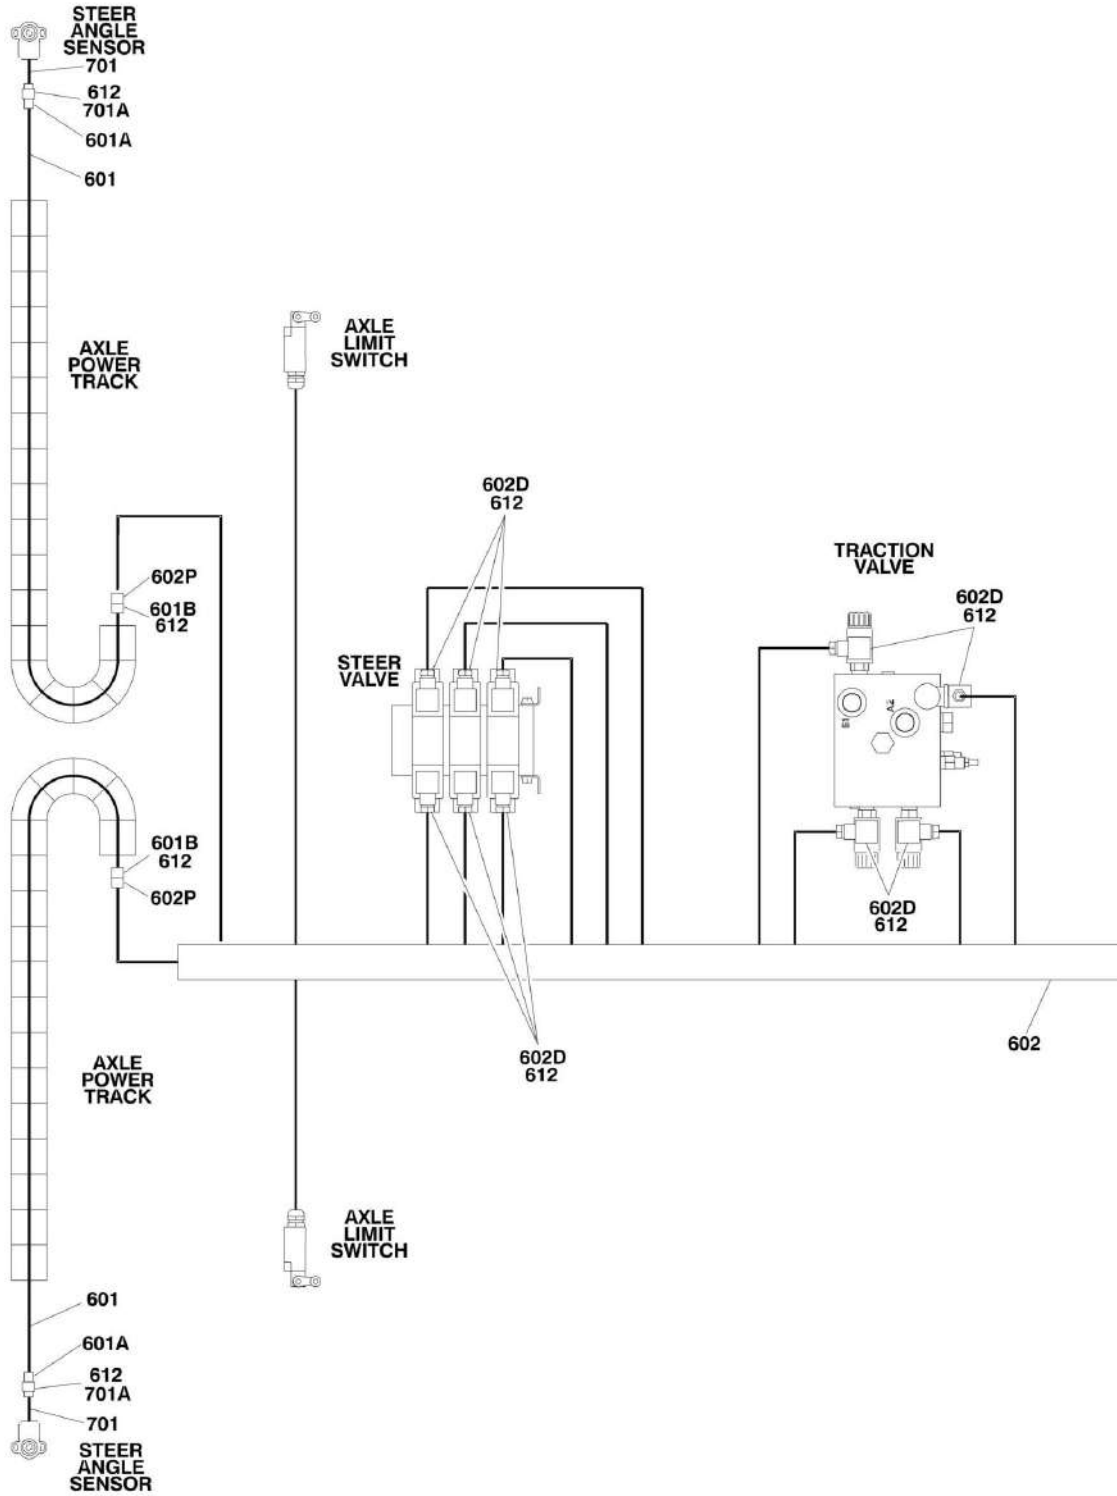 STEER
ANGLE
SENSOR
701
612
701A
601A
601
AXLE
POWER
TRACK
AXLE
LIMIT
SWITCH
602D
612
TRACTION
VALVE
602P
601B
612
602D
612
STEER
VALVE
A2
601B
612
602P
602D
612
602
602D
612
AXLE
POWER
TRACK
AXLE
LIMIT
SWITCH
601
601A
612
701A
701
STEER
ANGLE
SENSOR